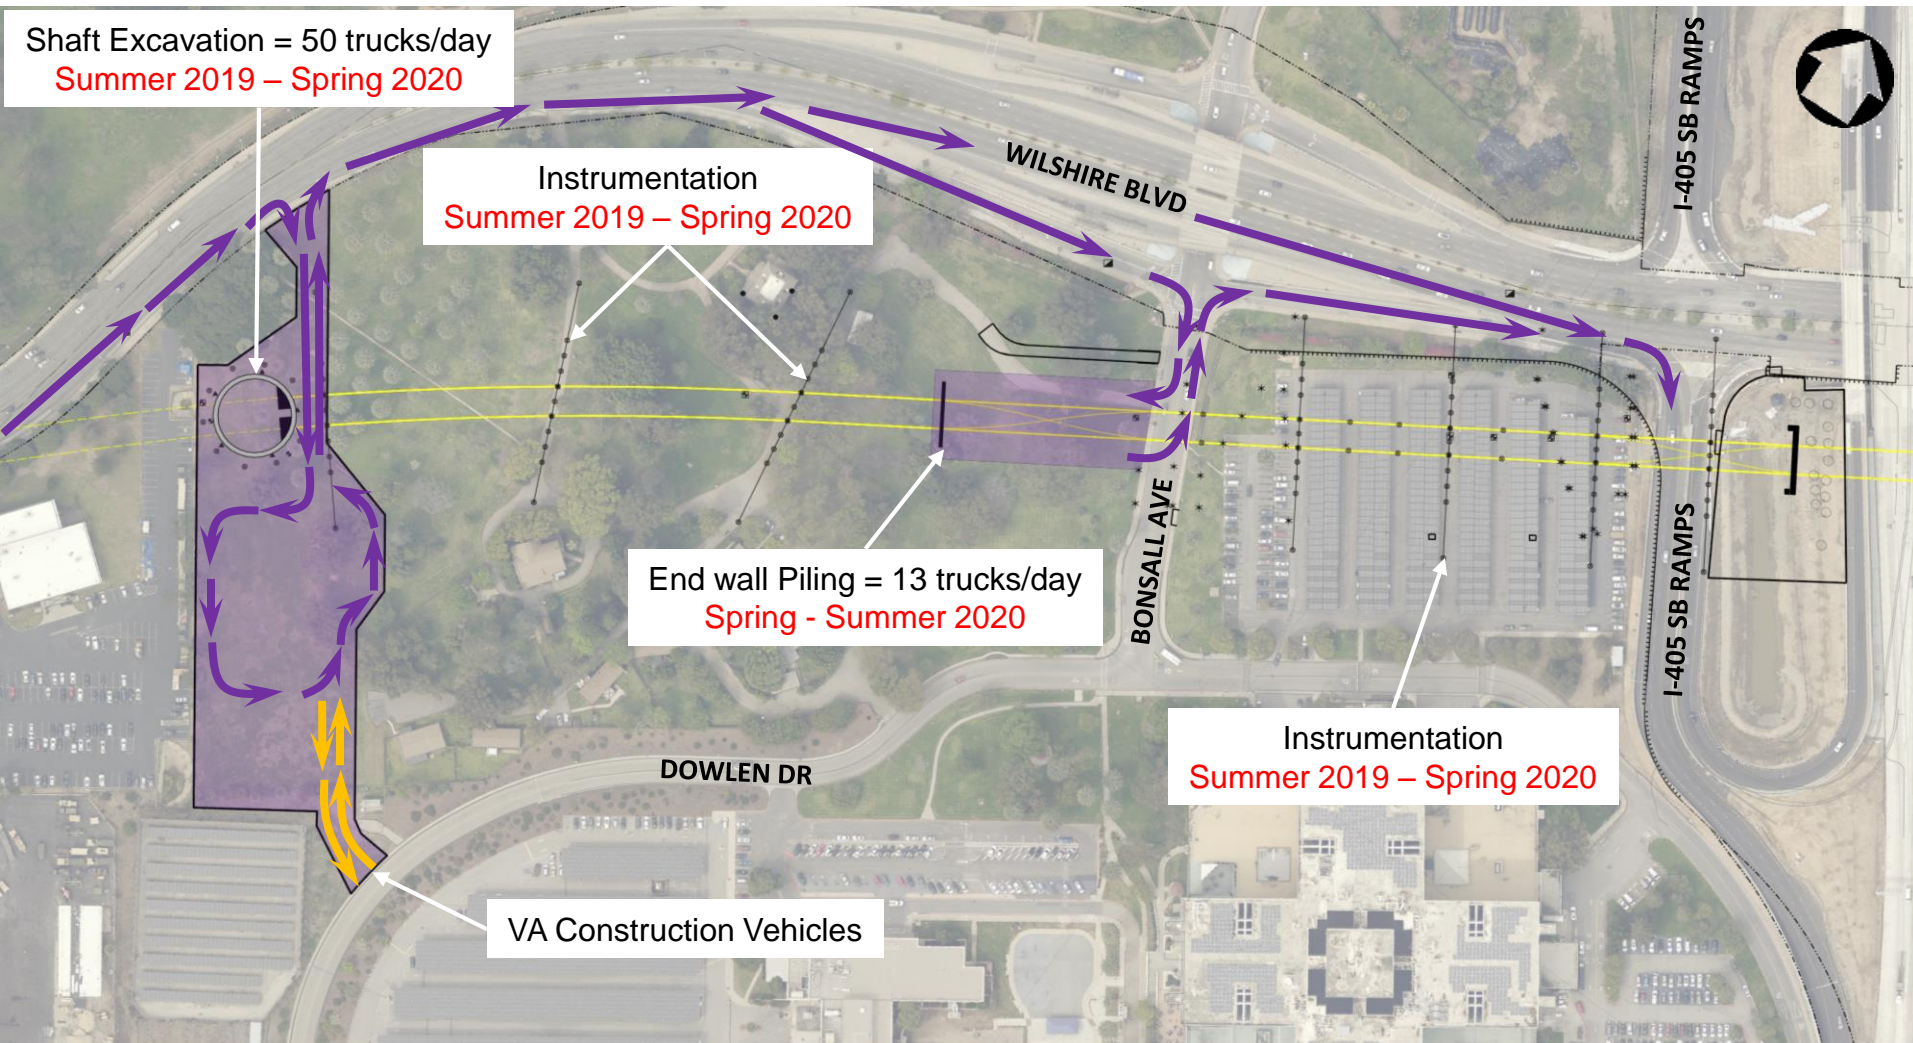 Shaft Excavation = 50 trucks/day
Summer 2019 – Spring 2020
Instrumentation
Summer 2019 – Spring 2020
WILSHIRE BLVD
I-405 SB RAMPS
End wall Piling = 13 trucks/day
Spring - Summer 2020
BONSALL AVE
I-405 SB RAMPS
Instrumentation
Summer 2019 – Spring 2020
DOWLEN DR
VA Construction Vehicles